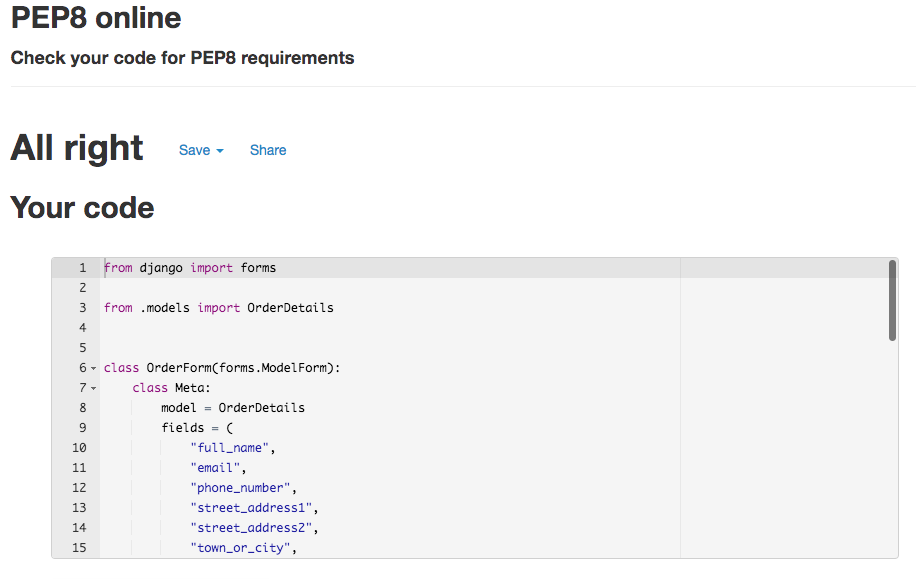 PEP8 online
Check your code for PEP8 requirements
All right Save Share
Your code
1 from django import forms
2
3 from .models import OrderDetails
4
5
6 class OrderForm(forms.ModelForm):
7 class Meta:
8 model = OrderDetails
9 fields = (
10 "full_name",
11 "email",
12 "phone_number",
13 "street_address1",
14 "street_address2",
15 "town_or_city",